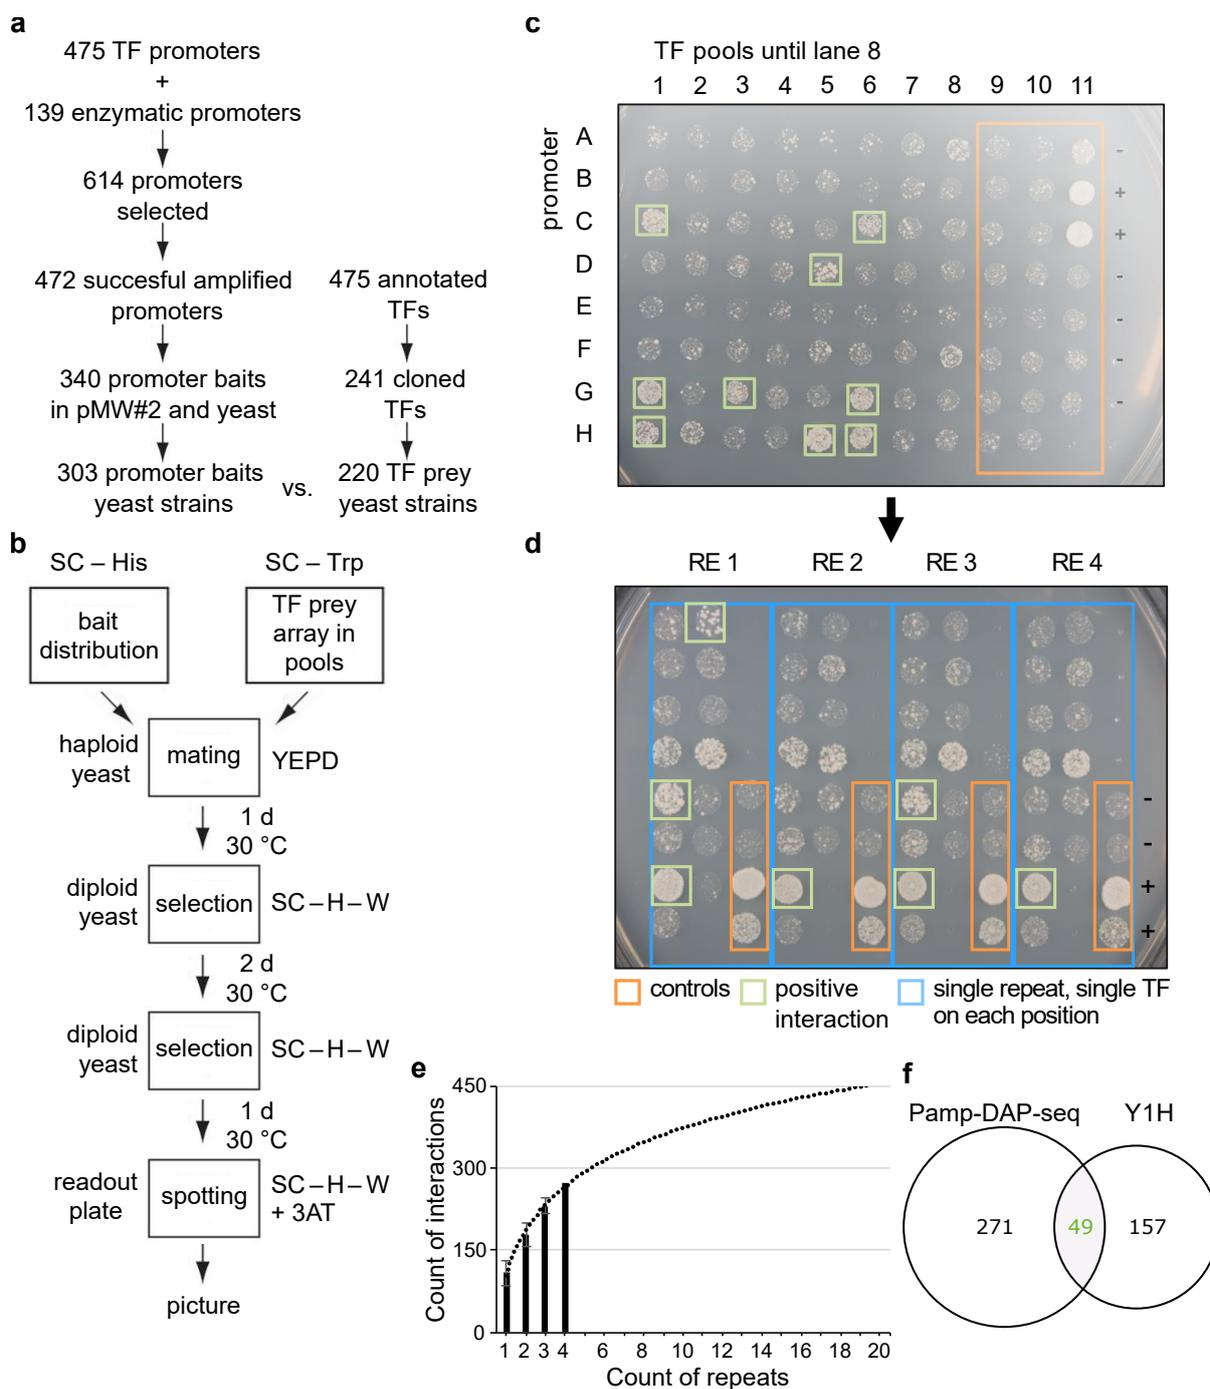 a
475 TF promoters
+
139 enzymatic promoters
614 promoters
selected
472 succesful amplified
promoters
475 annotated
TFs
340 promoter baits
in pMW#2 and yeast
241 cloned
TFs
303 promoter baits
yeast strains
vs.
220 TF prey
yeast strains
b
SC – His
SC – Trp
bait
distribution
TF prey
array in
pools
haploid
yeast
mating
YEPD
1 d
30 °C
diploid
yeast
selection
SC – H – W
2 d
30 °C
diploid
yeast
selection
SC – H – W
1 d
30 °C
readout
plate
spotting
SC – H – W
+ 3AT
picture
c
TF pools until lane 8
1 2 3 4 5 6 7 8 9 10 11
promoter
A
B
C
D
E
F
G
H
-
+
+
-
-
-
-
d
RE 1 RE 2 RE 3 RE 4
-
-
+
+
controls
positive
interaction
single repeat, single TF
on each position
e
Count of interactions
450
300
150
0
1 2 3 4 6 8 10 12 14 16 18 20
Count of repeats
f
Pamp-DAP-seq Y1H
271 49 157